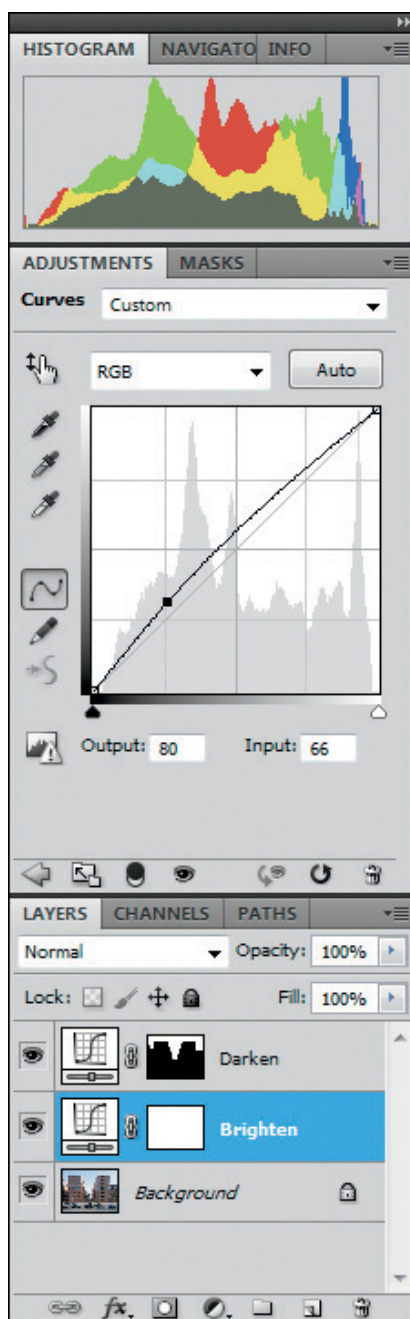 HISTOGRAM NAVIGATO INFO
ADJUSTMENTS MASKS
Curves Custom
RGB Auto
Output: 80 Input: 66
LAYERS CHANNELS PATHS
Normal Opacity: 100%
Lock: Fill: 100%
Darken
Brighten
Background
fx.